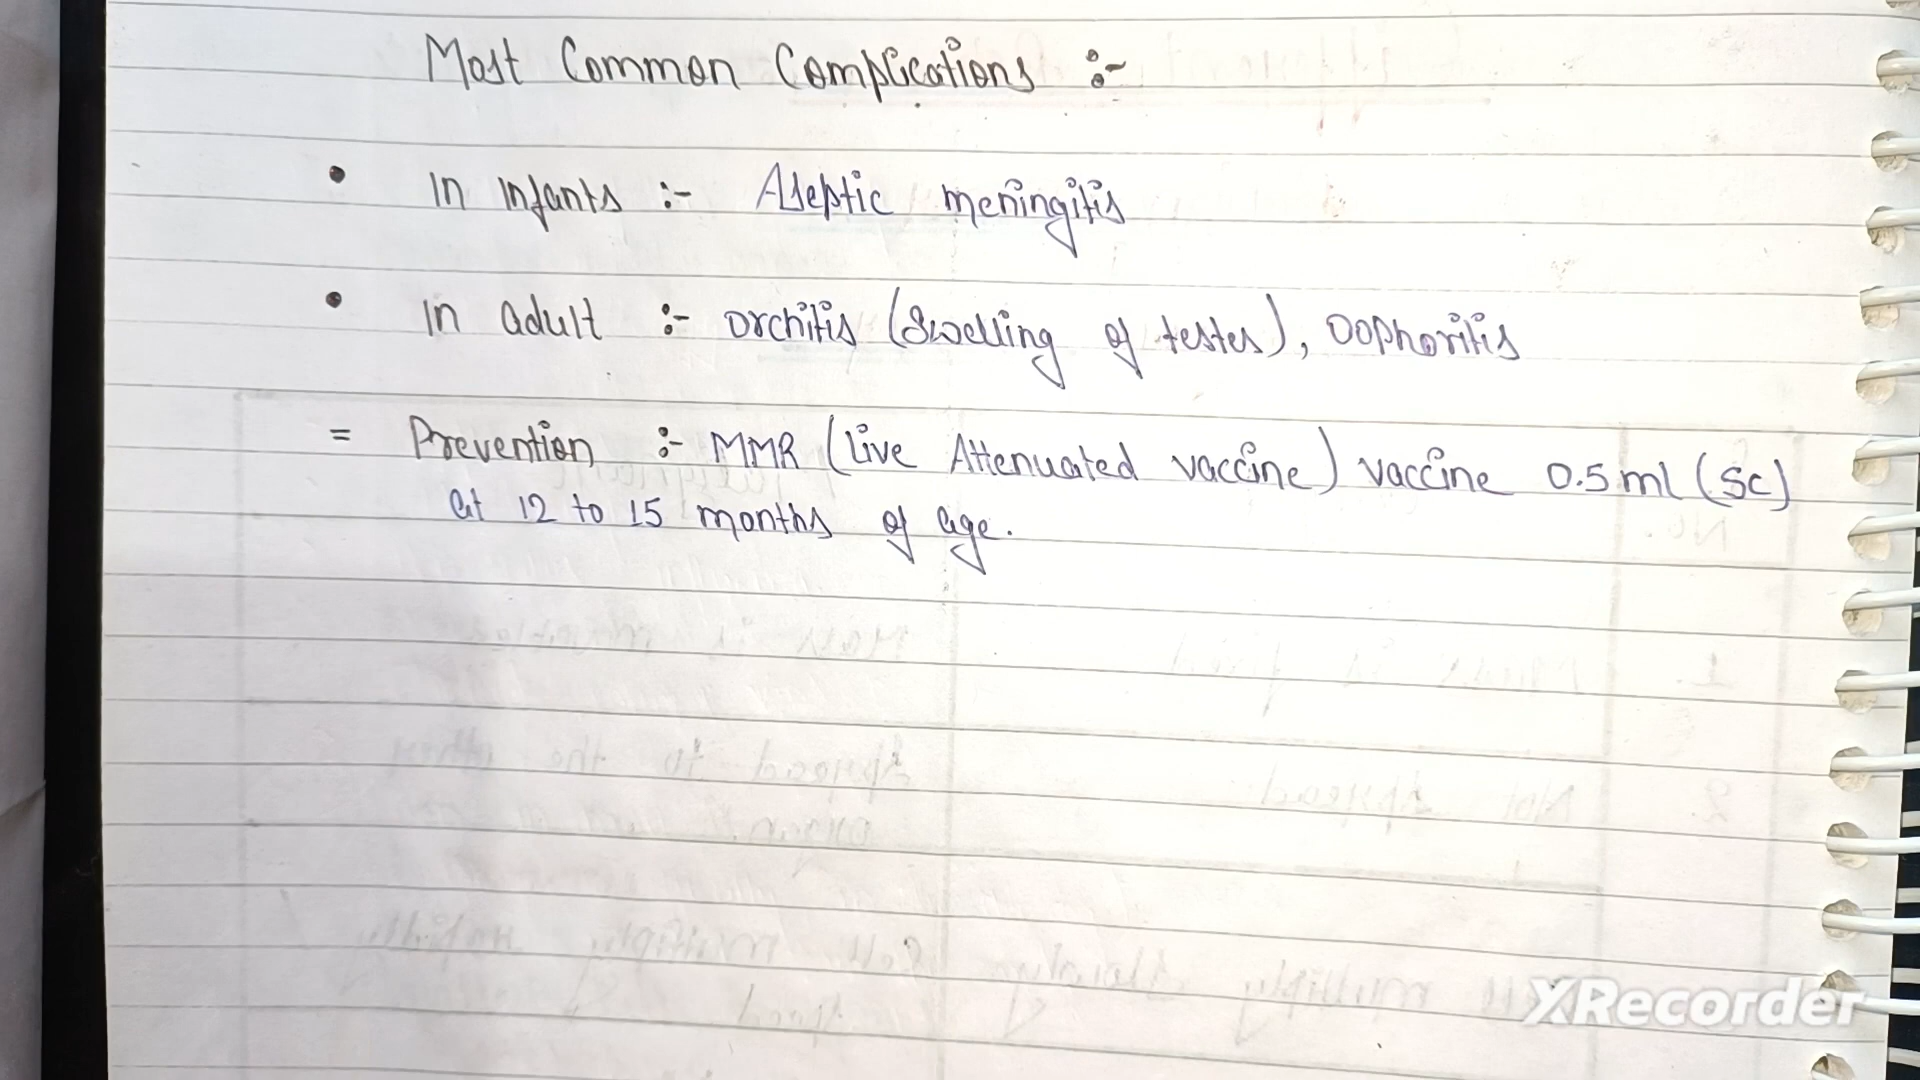 Most Common Complications :-
• In Infants :- Aseptic meningitis
• In adult :- orchitis (Swelling of testes), Oophoritis
= Prevention :- MMR (Live Attenuated vaccine) vaccine 0.5 ml (SC)
at 12 to 15 months of age.
XRecorder